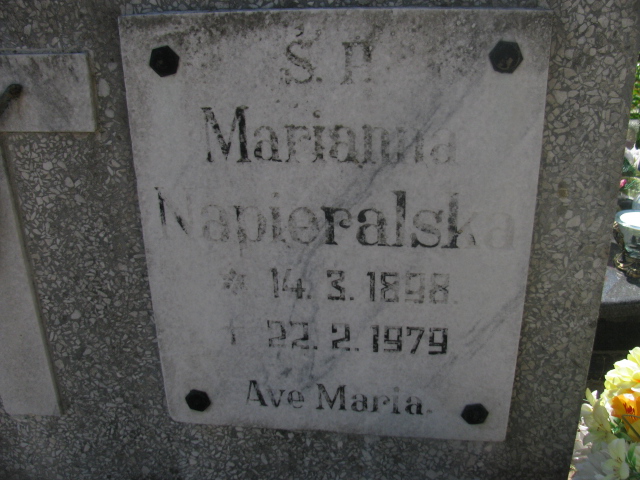 Ś. P.
Marianna
Napieralska
* 14. 3. 1898.
† 22. 2. 1979
Ave Maria.